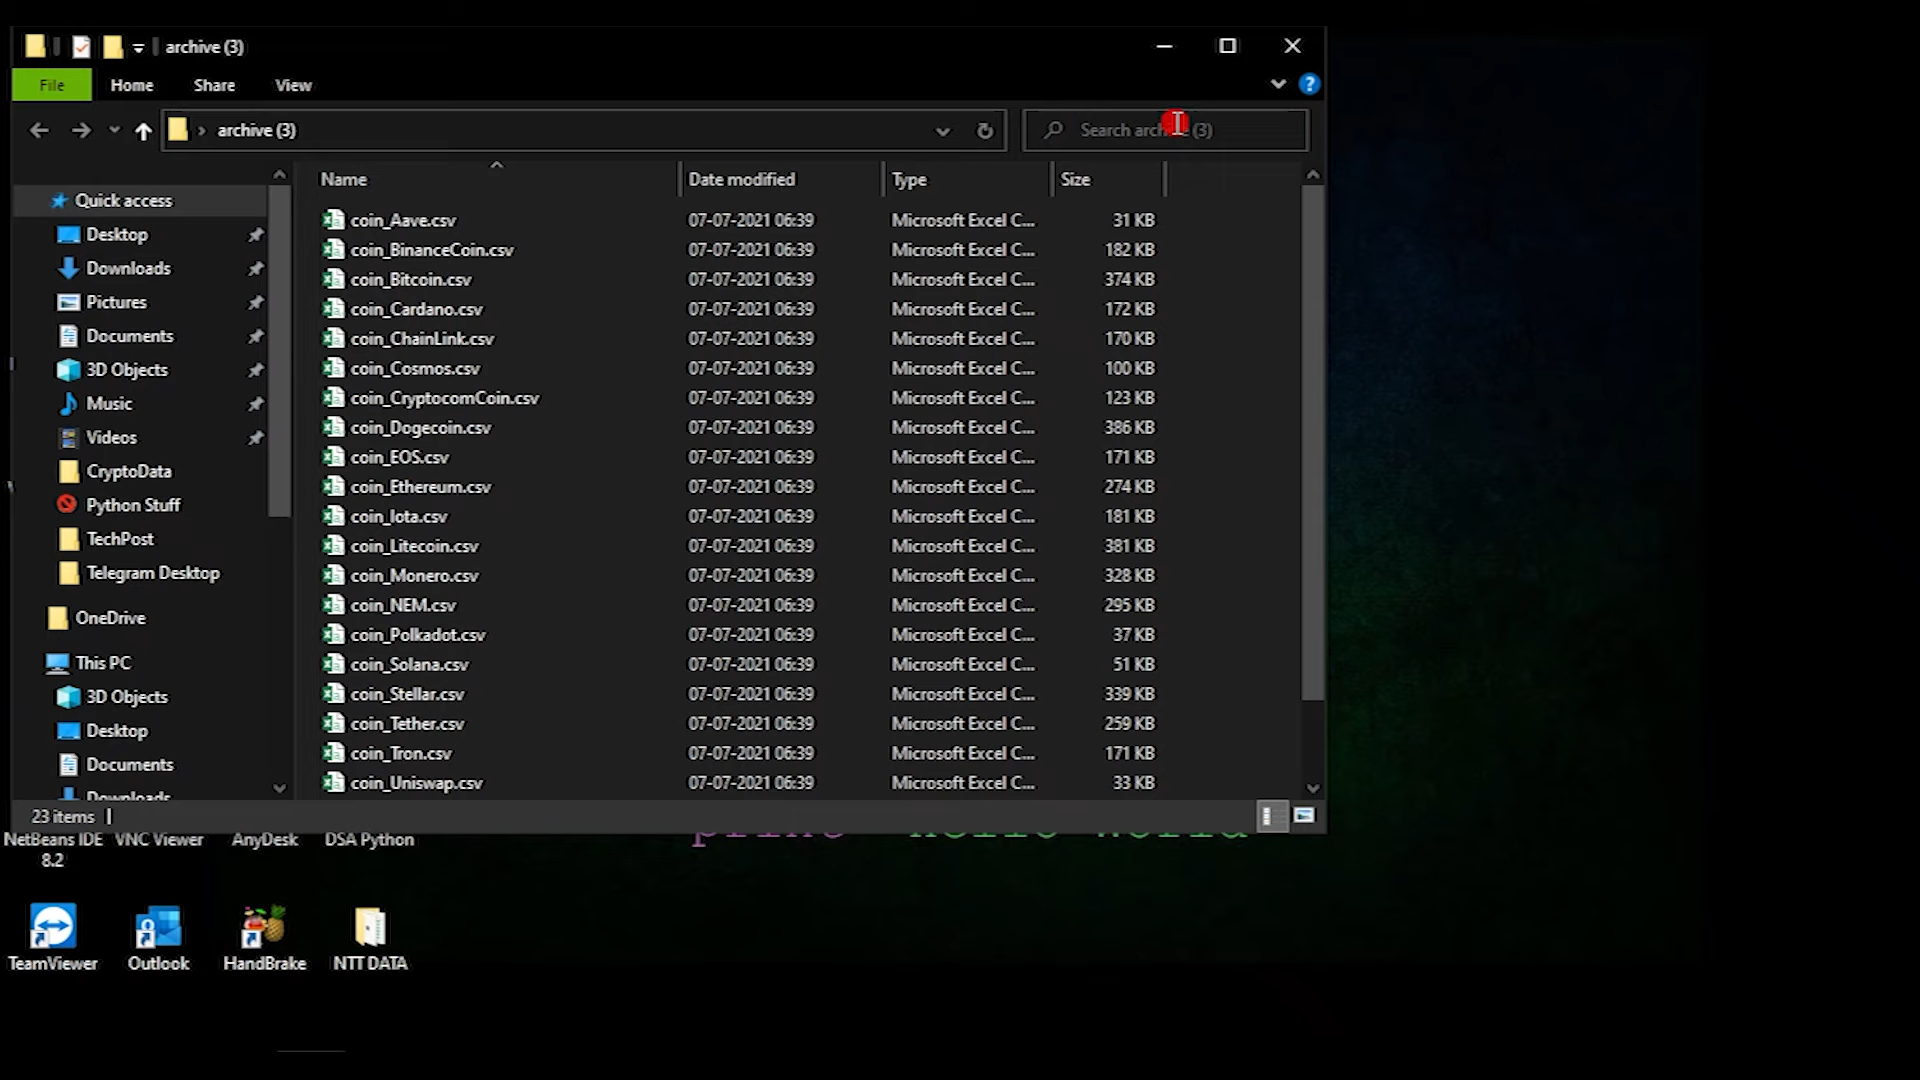 archive (3)
File Home Share View
archive (3)
Search archive (3)
Name Date modified Type Size
Quick access
Desktop
Downloads
Pictures
Documents
3D Objects
Music
Videos
CryptoData
Python Stuff
TechPost
Telegram Desktop
OneDrive
This PC
3D Objects
Desktop
Documents
Downloads
coin_Aave.csv 07-07-2021 06:39 Microsoft Excel C... 31 KB
coin_BinanceCoin.csv 07-07-2021 06:39 Microsoft Excel C... 182 KB
coin_Bitcoin.csv 07-07-2021 06:39 Microsoft Excel C... 374 KB
coin_Cardano.csv 07-07-2021 06:39 Microsoft Excel C... 172 KB
coin_ChainLink.csv 07-07-2021 06:39 Microsoft Excel C... 170 KB
coin_Cosmos.csv 07-07-2021 06:39 Microsoft Excel C... 100 KB
coin_CryptocomCoin.csv 07-07-2021 06:39 Microsoft Excel C... 123 KB
coin_Dogecoin.csv 07-07-2021 06:39 Microsoft Excel C... 386 KB
coin_EOS.csv 07-07-2021 06:39 Microsoft Excel C... 171 KB
coin_Ethereum.csv 07-07-2021 06:39 Microsoft Excel C... 274 KB
coin_Iota.csv 07-07-2021 06:39 Microsoft Excel C... 181 KB
coin_Litecoin.csv 07-07-2021 06:39 Microsoft Excel C... 381 KB
coin_Monero.csv 07-07-2021 06:39 Microsoft Excel C... 328 KB
coin_NEM.csv 07-07-2021 06:39 Microsoft Excel C... 295 KB
coin_Polkadot.csv 07-07-2021 06:39 Microsoft Excel C... 37 KB
coin_Solana.csv 07-07-2021 06:39 Microsoft Excel C... 51 KB
coin_Stellar.csv 07-07-2021 06:39 Microsoft Excel C... 339 KB
coin_Tether.csv 07-07-2021 06:39 Microsoft Excel C... 259 KB
coin_Tron.csv 07-07-2021 06:39 Microsoft Excel C... 171 KB
coin_Uniswap.csv 07-07-2021 06:39 Microsoft Excel C... 33 KB
23 items
NetBeans IDE 8.2
VNC Viewer
AnyDesk
DSA Python
TeamViewer
Outlook
HandBrake
NTT DATA